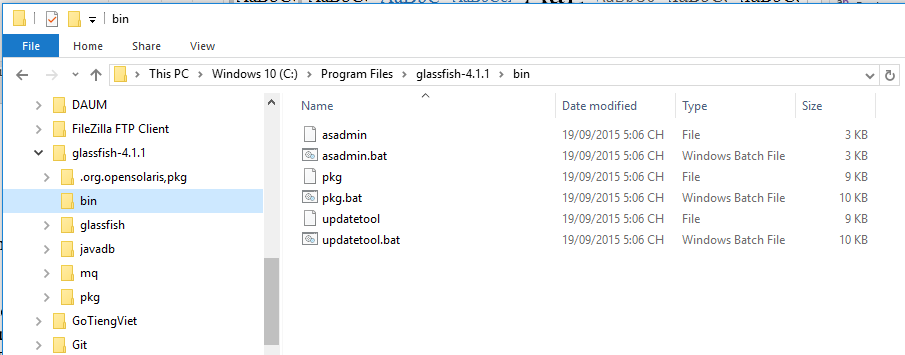 bin
File Home Share View
This PC Windows 10 (C:) Program Files glassfish-4.1.1 bin
Name Date modified Type Size
DAUM
FileZilla FTP Client
glassfish-4.1.1
.org.opensolaris,pkg
bin
glassfish
javadb
mq
pkg
GoTiengViet
Git
asadmin 19/09/2015 5:06 CH File 3 KB
asadmin.bat 19/09/2015 5:06 CH Windows Batch File 3 KB
pkg 19/09/2015 5:06 CH File 9 KB
pkg.bat 19/09/2015 5:06 CH Windows Batch File 10 KB
updatetool 19/09/2015 5:06 CH File 9 KB
updatetool.bat 19/09/2015 5:06 CH Windows Batch File 10 KB